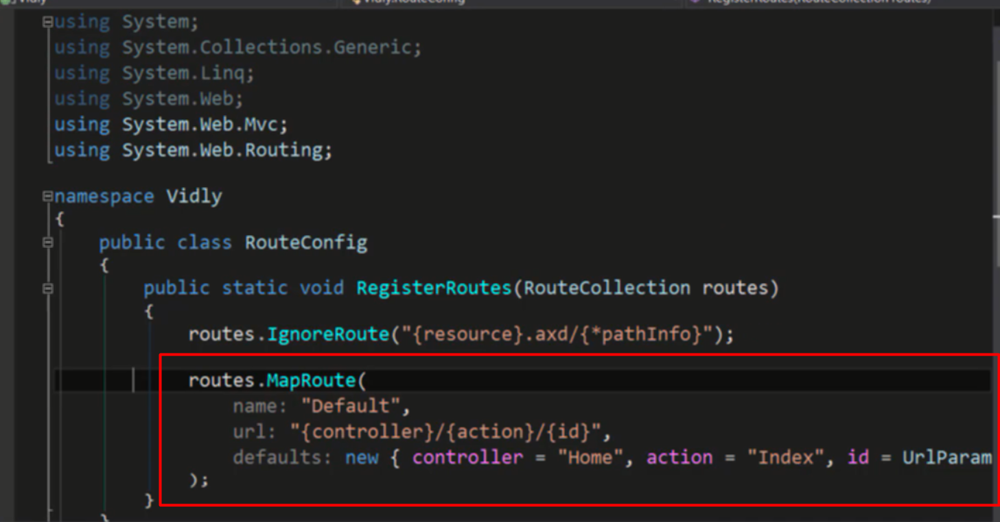 using System;
using System.Collections.Generic;
using System.Linq;
using System.Web;
using System.Web.Mvc;
using System.Web.Routing;
namespace Vidly
{
public class RouteConfig
{
public static void RegisterRoutes(RouteCollection routes)
{
routes.IgnoreRoute("{resource}.axd/{*pathInfo}");
routes.MapRoute(
name: "Default",
url: "{controller}/{action}/{id}",
defaults: new { controller = "Home", action = "Index", id = UrlParam
);
}
}